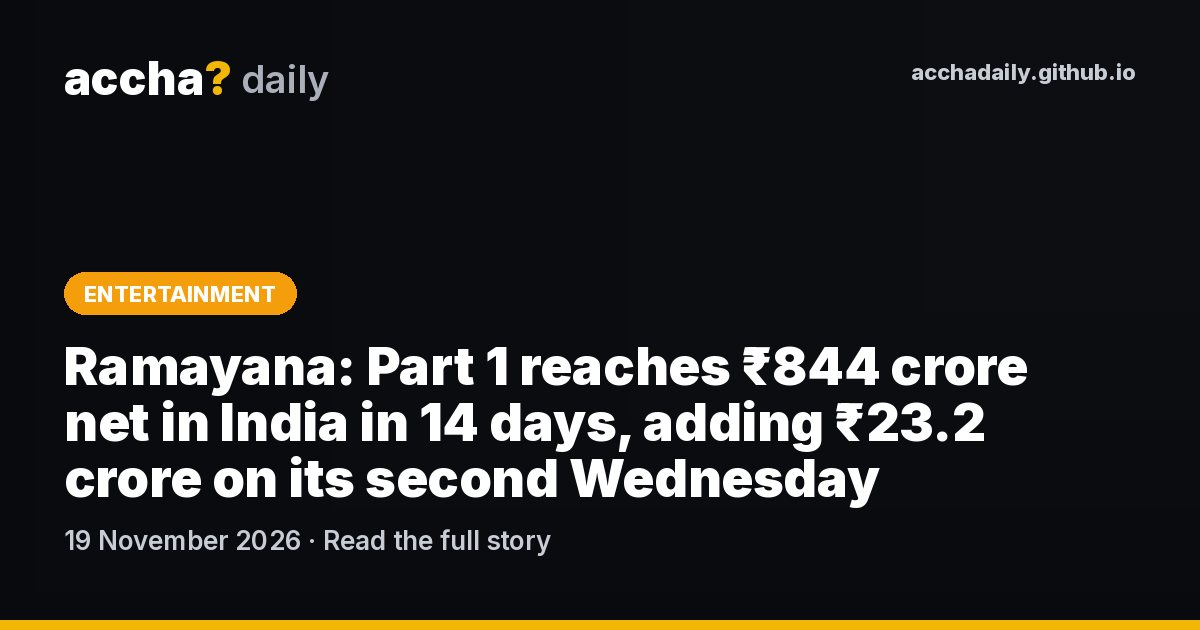 accha? daily
acchadaily.github.io
ENTERTAINMENT
Ramayana: Part 1 reaches ₹844 crore
net in India in 14 days, adding ₹23.2
crore on its second Wednesday
19 November 2026 · Read the full story